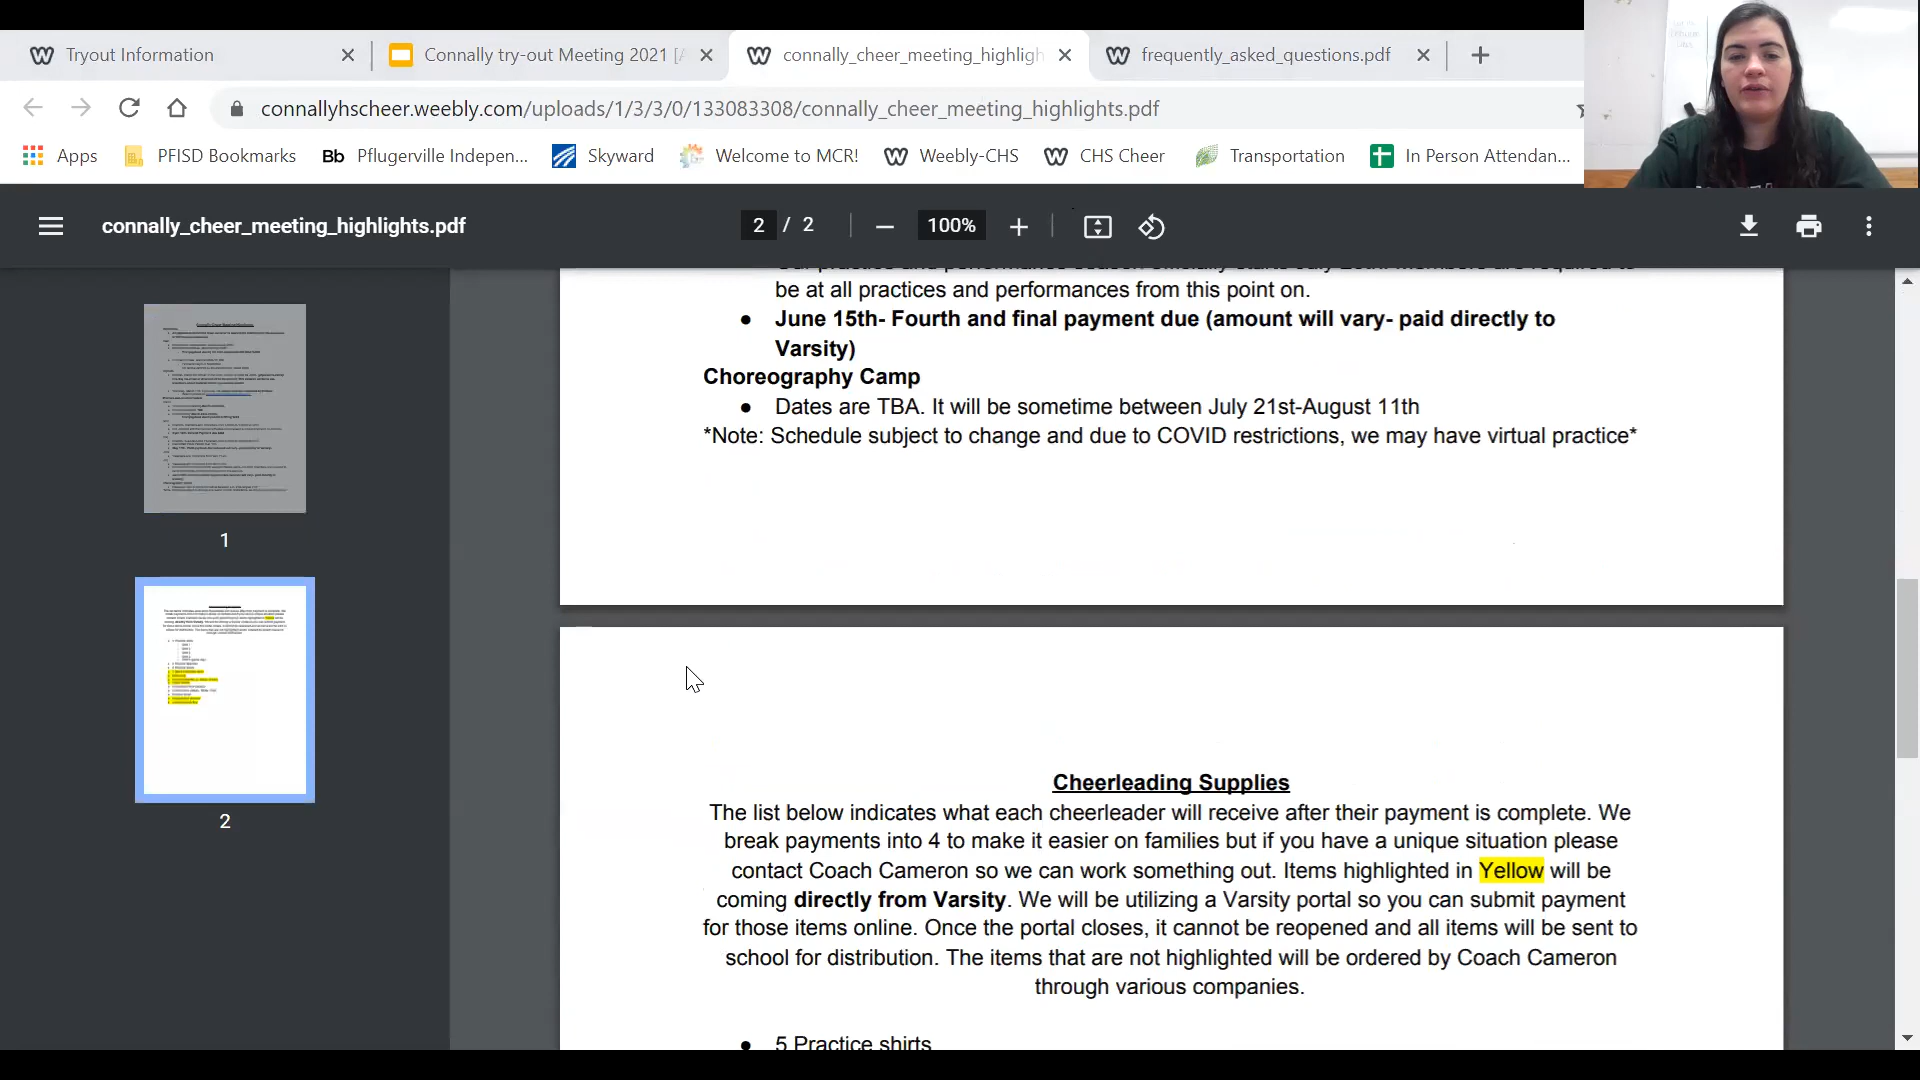 Tryout Information
Connally try-out Meeting 2021 [A
connally_cheer_meeting_highligh
frequently_asked_questions.pdf
connallyhscheer.weebly.com/uploads/1/3/3/0/133083308/connally_cheer_meeting_highlights.pdf
Apps
PFISD Bookmarks
Bb Pflugerville Indepen...
Skyward
Welcome to MCR!
Weebly-CHS
CHS Cheer
Transportation
In Person Attendan...
connally_cheer_meeting_highlights.pdf
2 / 2
100%
1
2
be at all practices and performances from this point on.
● June 15th- Fourth and final payment due (amount will vary- paid directly to
Varsity)
Choreography Camp
● Dates are TBA. It will be sometime between July 21st-August 11th
*Note: Schedule subject to change and due to COVID restrictions, we may have virtual practice*
Cheerleading Supplies
The list below indicates what each cheerleader will receive after their payment is complete. We
break payments into 4 to make it easier on families but if you have a unique situation please
contact Coach Cameron so we can work something out. Items highlighted in Yellow will be
coming directly from Varsity. We will be utilizing a Varsity portal so you can submit payment
for those items online. Once the portal closes, it cannot be reopened and all items will be sent to
school for distribution. The items that are not highlighted will be ordered by Coach Cameron
through various companies.
● 5 Practice shirts